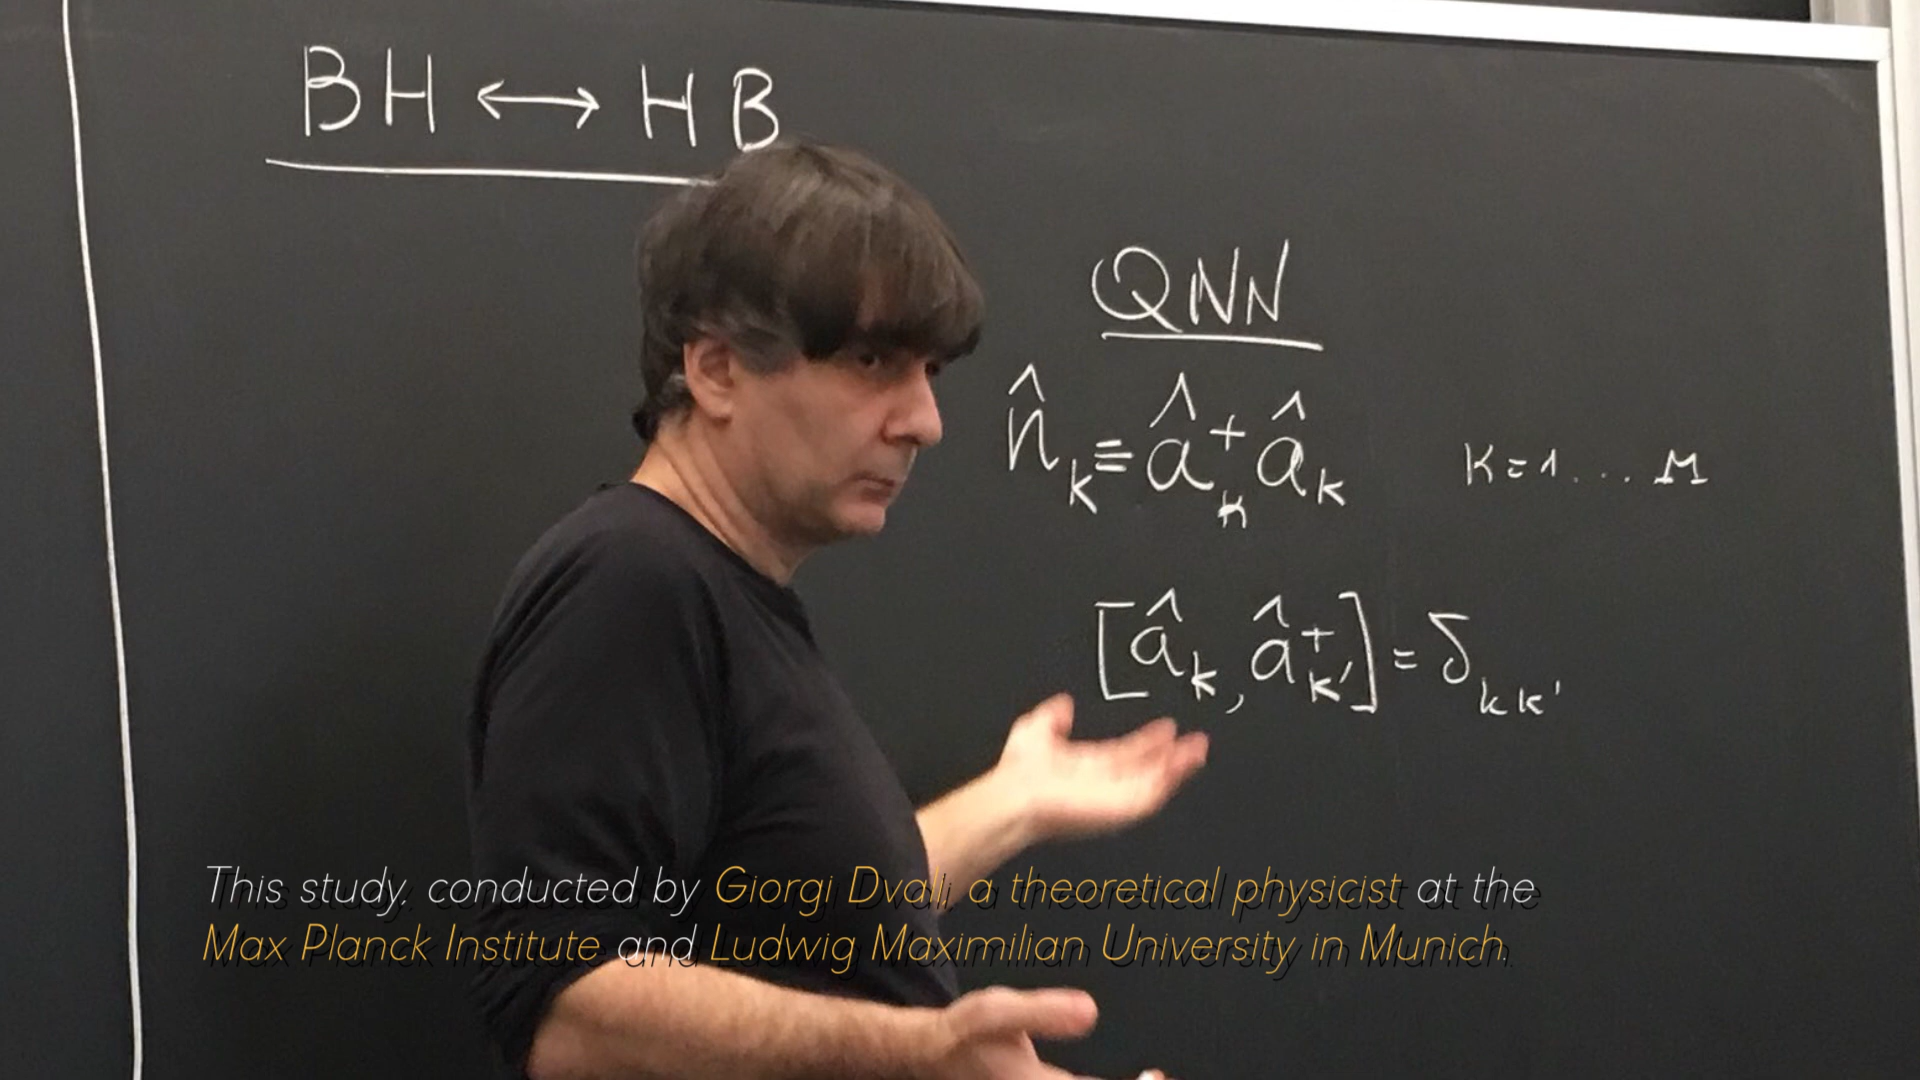 BH ↔ HB
QNN
n̂ₖ ≡ â⁺ₖ âₖ K = 1 . . . M
[âₖ, â⁺ₖ'] = δₖₖ'
This study, conducted by Giorgi Dvali, a theoretical physicist at the
Max Planck Institute and Ludwig Maximilian University in Munich.